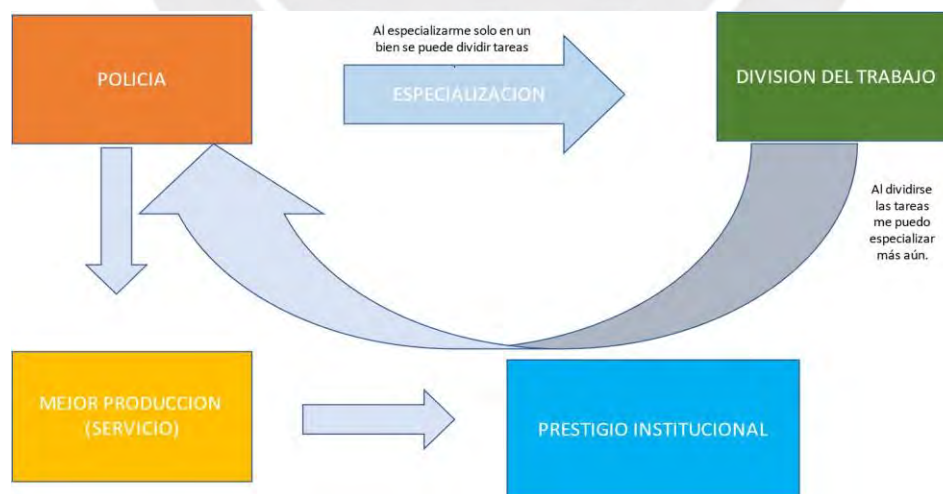 Al especializarme solo en un
bien se puede dividir tareas
.
POLICIA
ESPECIALIZACION
DIVISION DEL TRABAJO
Al dividirse
las tareas
me puedo
especializar
más aún.
MEJOR PRODUCCION
(SERVICIO)
PRESTIGIO INSTITUCIONAL